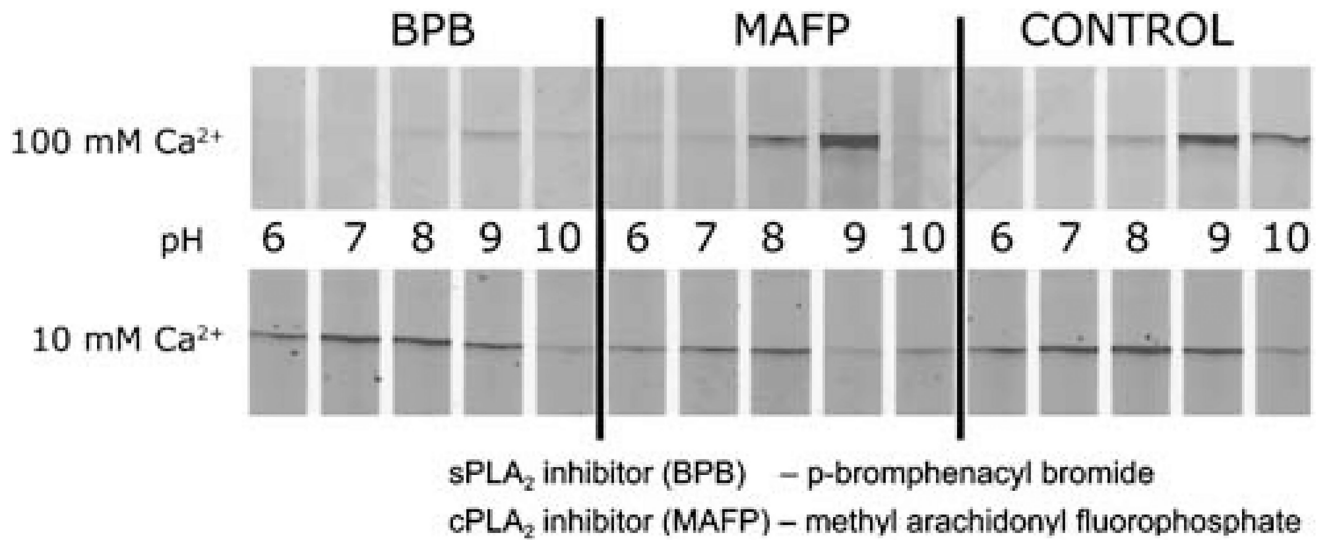 BPB MAFP CONTROL
100 mM Ca²⁺
pH 6 7 8 9 10 6 7 8 9 10 6 7 8 9 10
10 mM Ca²⁺
sPLA₂ inhibitor (BPB) – p-bromphenacyl bromide
cPLA₂ inhibitor (MAFP) – methyl arachidonyl fluorophosphate